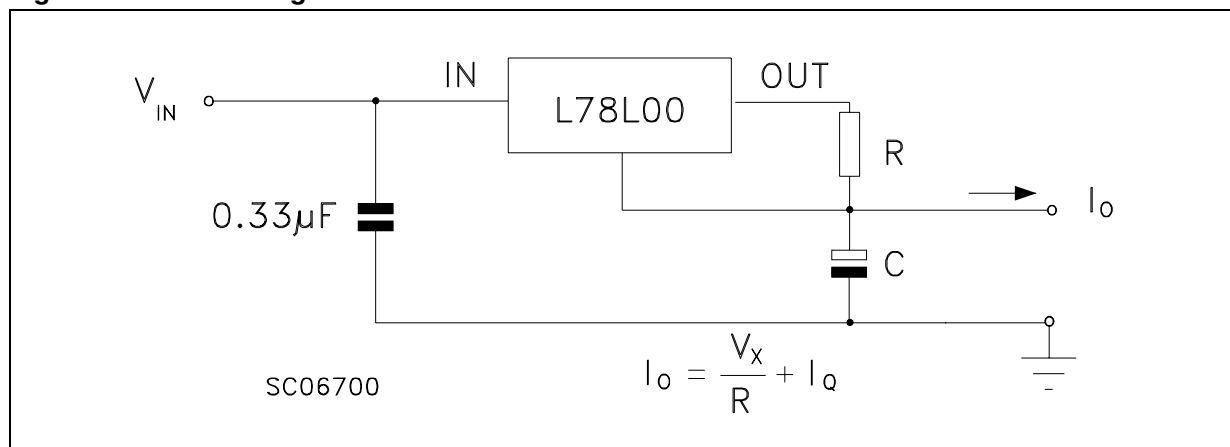 IN
OUT
V_IN
L78L00
R
0.33µF
I_O
C
I_O = V_X / R + I_Q
SC06700